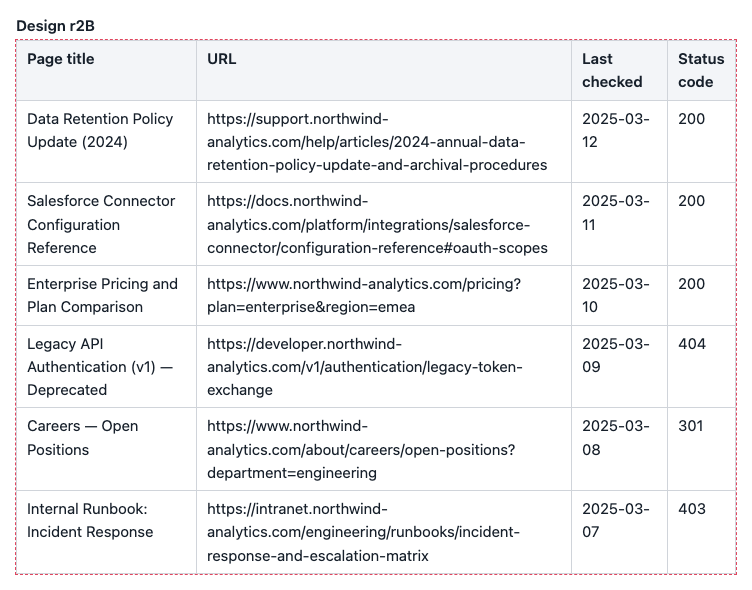 Design r2B
Page title
URL
Last
checked
Status
code
Data Retention Policy
Update (2024)
https://support.northwind-
analytics.com/help/articles/2024-annual-data-
retention-policy-update-and-archival-procedures
2025-03-
12
200
Salesforce Connector
Configuration
Reference
https://docs.northwind-
analytics.com/platform/integrations/salesforce-
connector/configuration-reference#oauth-scopes
2025-03-
11
200
Enterprise Pricing and
Plan Comparison
https://www.northwind-analytics.com/pricing?
plan=enterprise&region=emea
2025-03-
10
200
Legacy API
Authentication (v1) —
Deprecated
https://developer.northwind-
analytics.com/v1/authentication/legacy-token-
exchange
2025-03-
09
404
Careers — Open
Positions
https://www.northwind-
analytics.com/about/careers/open-positions?
department=engineering
2025-03-
08
301
Internal Runbook:
Incident Response
https://intranet.northwind-
analytics.com/engineering/runbooks/incident-
response-and-escalation-matrix
2025-03-
07
403